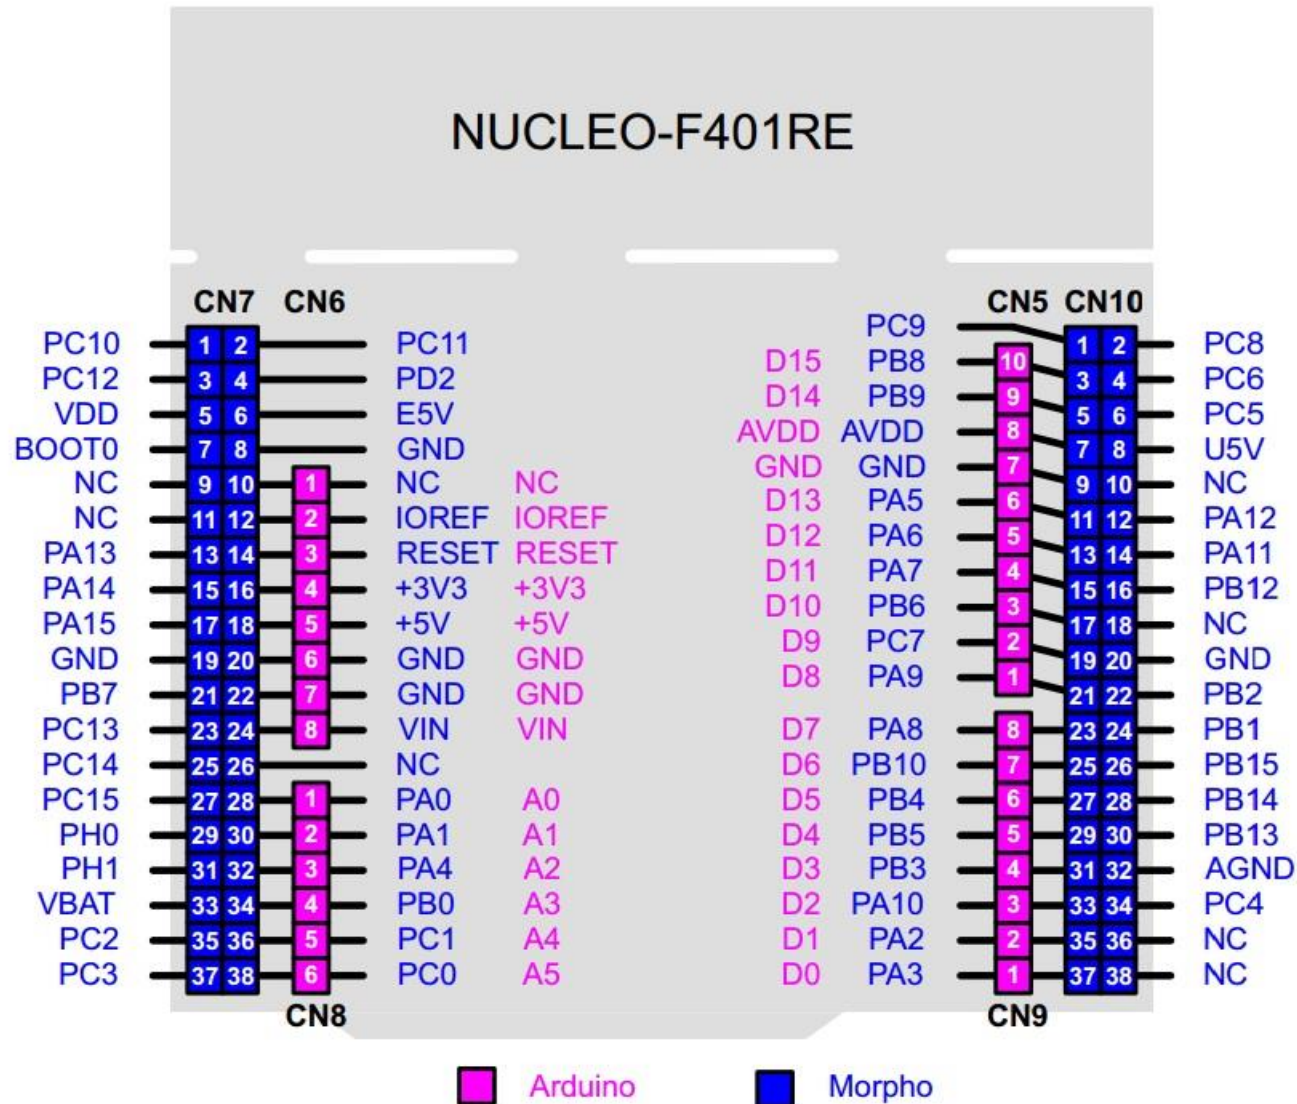 NUCLEO-F401RE
CN7 CN6 CN5 CN10
PC9
PC10 1 2 PC11 1 2 PC8
D15 PB8 10
PC12 3 4 PD2 3 4 PC6
D14 PB9 9
VDD 5 6 E5V 5 6 PC5
AVDD AVDD 8
BOOT0 7 8 GND 7 8 U5V
GND GND 7
NC 9 10 1 NC NC 9 10 NC
D13 PA5 6
NC 11 12 2 IOREF IOREF 11 12 PA12
D12 PA6 5
PA13 13 14 3 RESET RESET 13 14 PA11
D11 PA7 4
PA14 15 16 4 +3V3 +3V3 15 16 PB12
D10 PB6 3
PA15 17 18 5 +5V +5V 17 18 NC
D9 PC7 2
GND 19 20 6 GND GND 19 20 GND
D8 PA9 1
PB7 21 22 7 GND GND 21 22 PB2
PC13 23 24 8 VIN VIN D7 PA8 8 23 24 PB1
PC14 25 26 NC D6 PB10 7 25 26 PB15
PC15 27 28 1 PA0 A0 D5 PB4 6 27 28 PB14
PH0 29 30 2 PA1 A1 D4 PB5 5 29 30 PB13
PH1 31 32 3 PA4 A2 D3 PB3 4 31 32 AGND
VBAT 33 34 4 PB0 A3 D2 PA10 3 33 34 PC4
PC2 35 36 5 PC1 A4 D1 PA2 2 35 36 NC
PC3 37 38 6 PC0 A5 D0 PA3 1 37 38 NC
CN8 CN9
Arduino Morpho